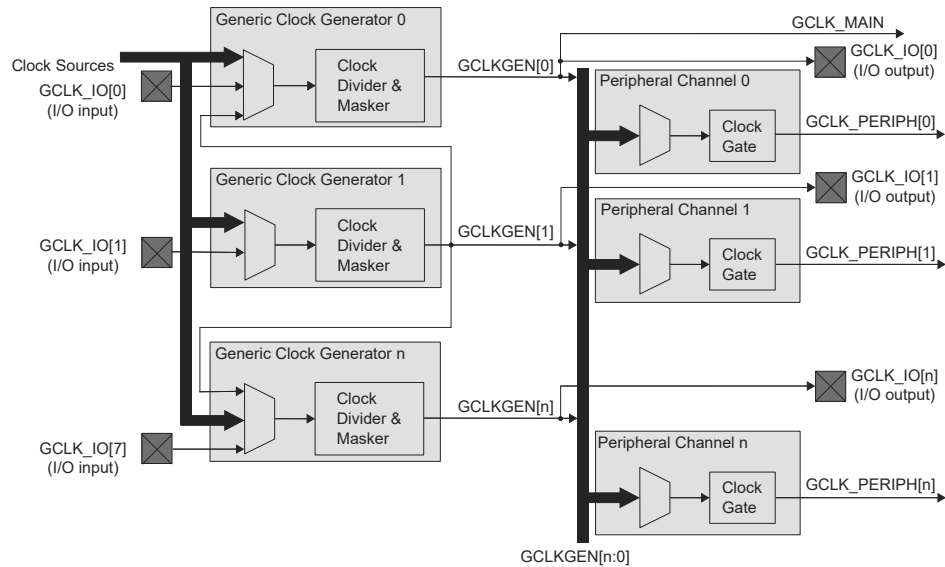 Generic Clock Generator 0
GCLK_MAIN
GCLK_IO[0]
(I/O output)
Clock Sources
GCLK_IO[0]
(I/O input)
Clock
Divider &
Masker
GCLKGEN[0]
Peripheral Channel 0
Clock
Gate
GCLK_PERIPH[0]
Generic Clock Generator 1
GCLK_IO[1]
(I/O output)
GCLK_IO[1]
(I/O input)
Clock
Divider &
Masker
GCLKGEN[1]
Peripheral Channel 1
Clock
Gate
GCLK_PERIPH[1]
Generic Clock Generator n
GCLK_IO[n]
(I/O output)
GCLK_IO[7]
(I/O input)
Clock
Divider &
Masker
GCLKGEN[n]
Peripheral Channel n
Clock
Gate
GCLK_PERIPH[n]
GCLKGEN[n:0]